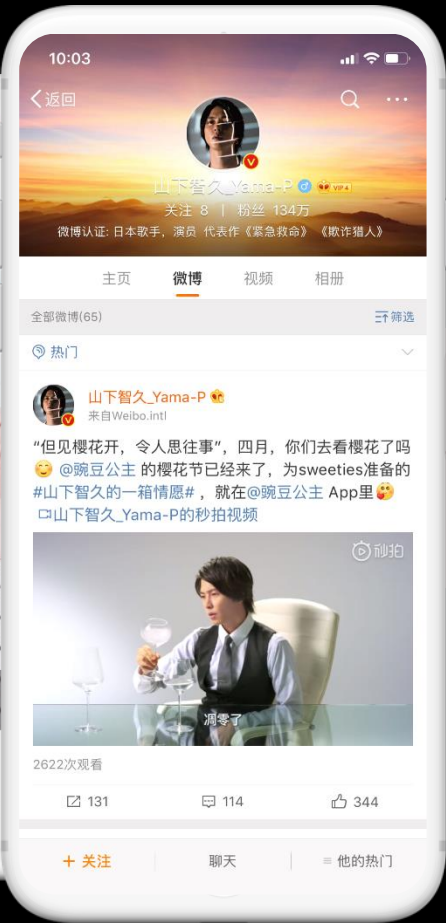 10:03
返回
山下智久_Yama-P VIP 4
关注 8 | 粉丝 134万
微博认证: 日本歌手，演员 代表作《紧急救命》《欺诈猎人》
主页 微博 视频 相册
全部微博(65) 筛选
热门
山下智久_Yama-P
来自Weibo.intl
“但见樱花开，令人思往事”，四月，你们去看樱花了吗
@豌豆公主 的樱花节已经来了，为sweeties准备的
#山下智久的一箱情愿# ，就在@豌豆公主 App里
山下智久_Yama-P的秒拍视频
秒拍
凋零了
2622次观看
131 114 344
+ 关注 聊天 他的热门